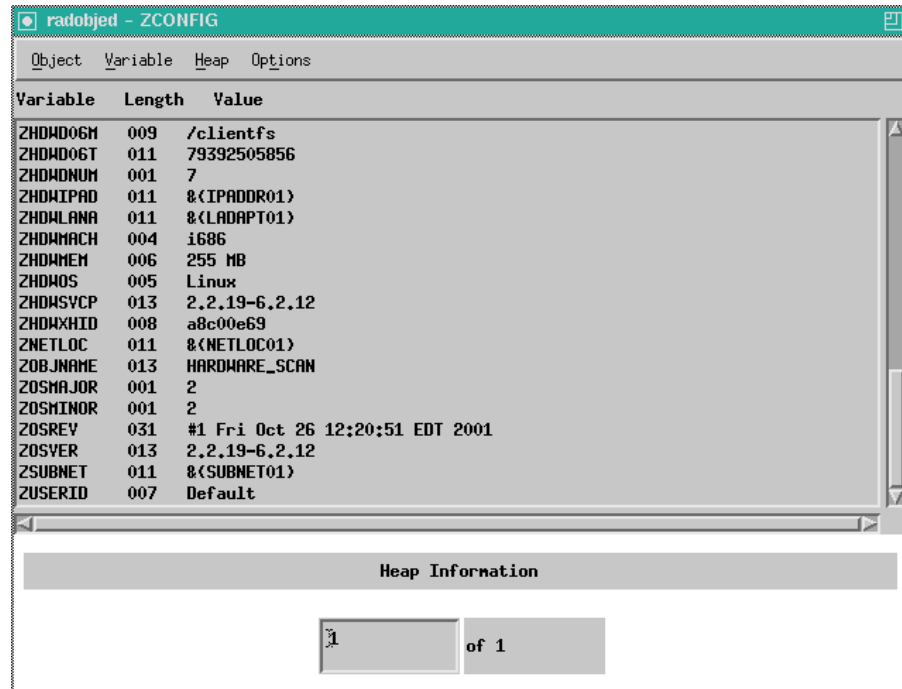 radobjed - ZCONFIG
Object Variable Heap Options
Variable Length Value
ZHDWD06M 009 /clientfs
ZHDWD06T 011 79392505856
ZHDWDNUM 001 7
ZHDWIPAD 011 &(IPADDR01)
ZHDWLANA 011 &(LADAPT01)
ZHDWMACH 004 i686
ZHDWMEM 006 255 MB
ZHDWOS 005 Linux
ZHDWSVCP 013 2.2.19-6.2.12
ZHDWXHID 008 a8c00e69
ZNETLOC 011 &(NETLOC01)
ZOBJNAME 013 HARDWARE_SCAN
ZOSMAJOR 001 2
ZOSMINOR 001 2
ZOSREV 031 #1 Fri Oct 26 12:20:51 EDT 2001
ZOSVER 013 2.2.19-6.2.12
ZSUBNET 011 &(SUBNET01)
ZUSERID 007 Default
Heap Information
1 of 1